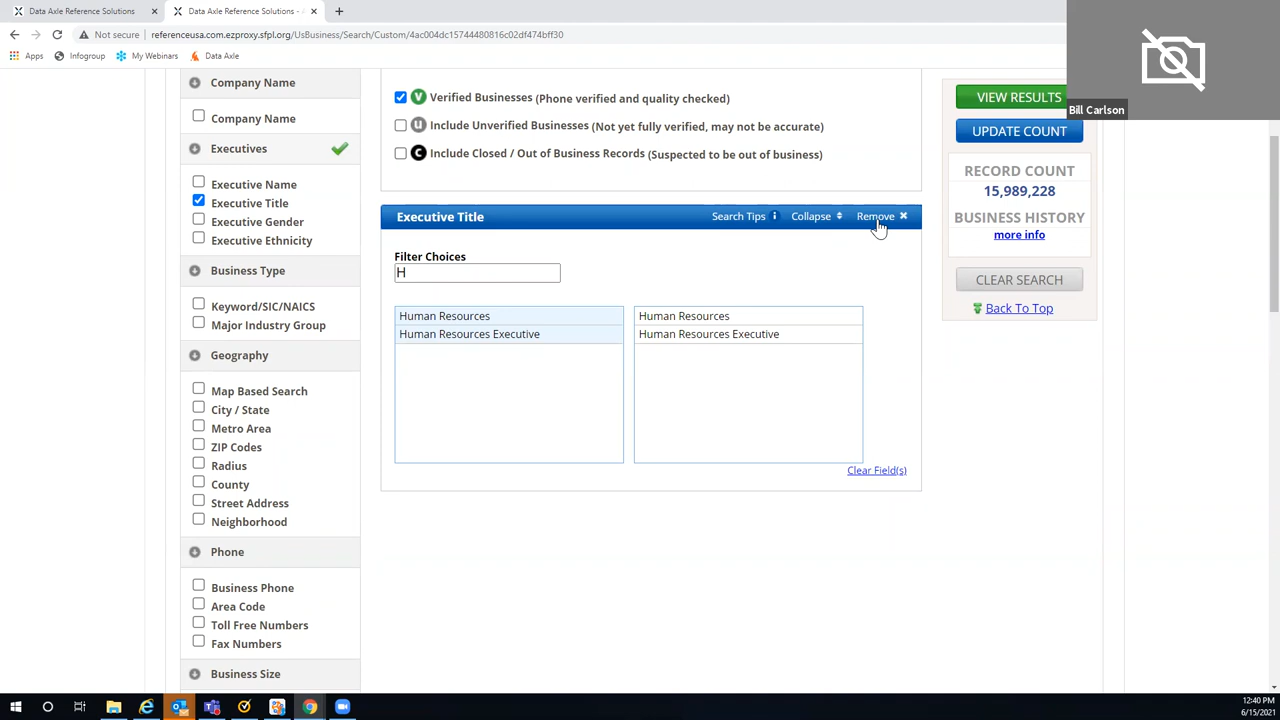 Data Axle Reference Solutions
Data Axle Reference Solutions -
Not secure
referenceusa.com.ezproxy.sfpl.org/UsBusiness/Search/Custom/4ac004dc15744480816c02df474bff30
Apps
Infogroup
My Webinars
Data Axle
Bill Carlson
Company Name
Company Name
Executives
Executive Name
Executive Title
Executive Gender
Executive Ethnicity
Business Type
Keyword/SIC/NAICS
Major Industry Group
Geography
Map Based Search
City / State
Metro Area
ZIP Codes
Radius
County
Street Address
Neighborhood
Phone
Business Phone
Area Code
Toll Free Numbers
Fax Numbers
Business Size
V Verified Businesses (Phone verified and quality checked)
u Include Unverified Businesses (Not yet fully verified, may not be accurate)
C Include Closed / Out of Business Records (Suspected to be out of business)
Executive Title
Search Tips i
Collapse
Remove
Filter Choices
H
Human Resources
Human Resources Executive
Human Resources
Human Resources Executive
Clear Field(s)
VIEW RESULTS
UPDATE COUNT
RECORD COUNT
15,989,228
BUSINESS HISTORY
more info
CLEAR SEARCH
Back To Top
12:40 PM
6/15/2021